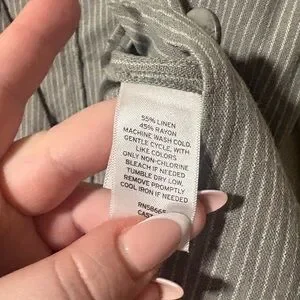 55% LINEN
45% RAYON
MACHINE WASH COLD,
GENTLE CYCLE, WITH
LIKE COLORS
ONLY NON-CHLORINE
BLEACH IF NEEDED
TUMBLE DRY LOW,
REMOVE PROMPTLY
COOL IRON IF NEEDED